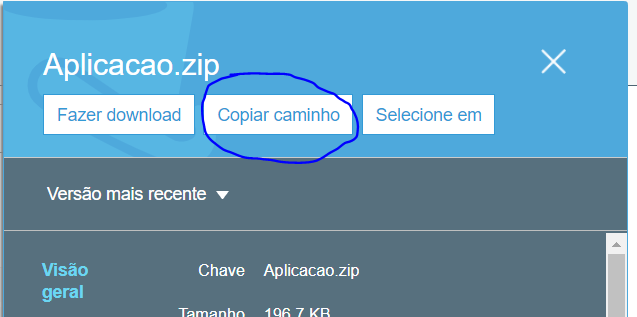 Aplicacao.zip
Fazer download Copiar caminho Selecione em
Versão mais recente
Visão geral
Chave Aplicacao.zip
Tamanho 196,7 KB